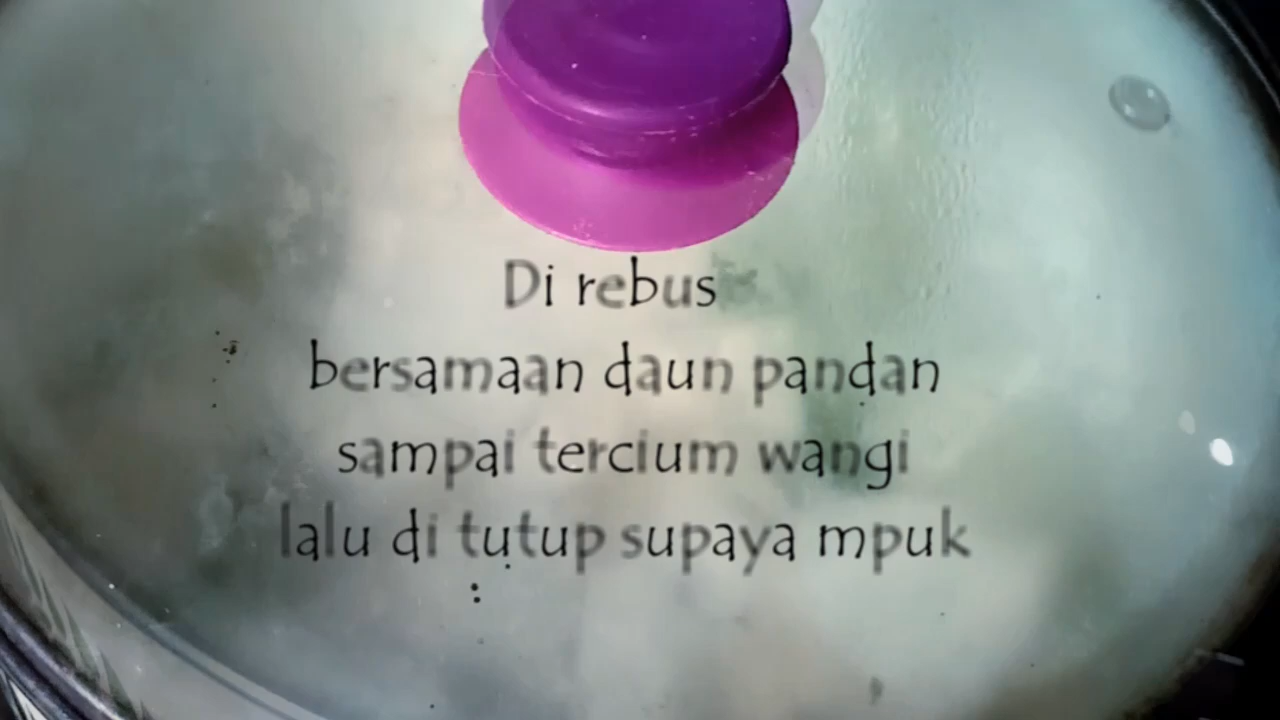 Di rebus
bersamaan daun pandan
sampai tercium wangi
lalu di tutup supaya mpuk